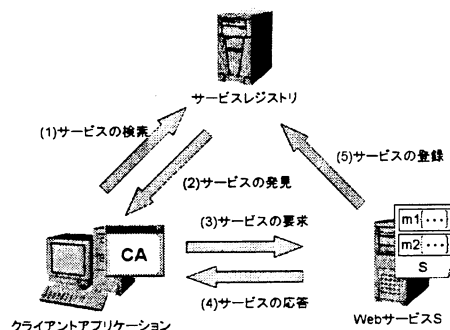 サービスレジストリ
(1)サービスの検索
(5)サービスの登録
(2)サービスの発見
(3)サービスの要求
m1{…}
m2{…}
S
CA
(4)サービスの応答
クライアントアプリケーション
WebサービスS